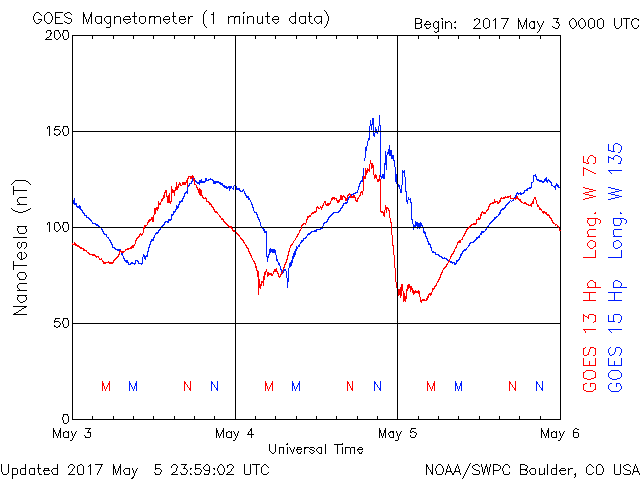 GOES Magnetometer (1 minute data)
Begin: 2017 May 3 0000 UTC
200
150
100
50
0
NanoTesla (nT)
M M N N M M N N M M N N
May 3 May 4 May 5 May 6
Universal Time
GOES 13 Hp Long. W 75
GOES 15 Hp Long. W 135
Updated 2017 May 5 23:59:02 UTC
NOAA/SWPC Boulder, CO USA